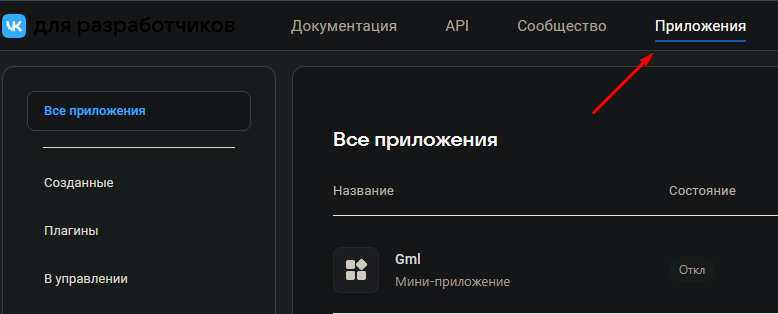 для разработчиков Документация API Сообщество Приложения
Все приложения
Созданные
Плагины
В управлении
Все приложения
Название Состояние
Gml
Мини-приложение
Откл